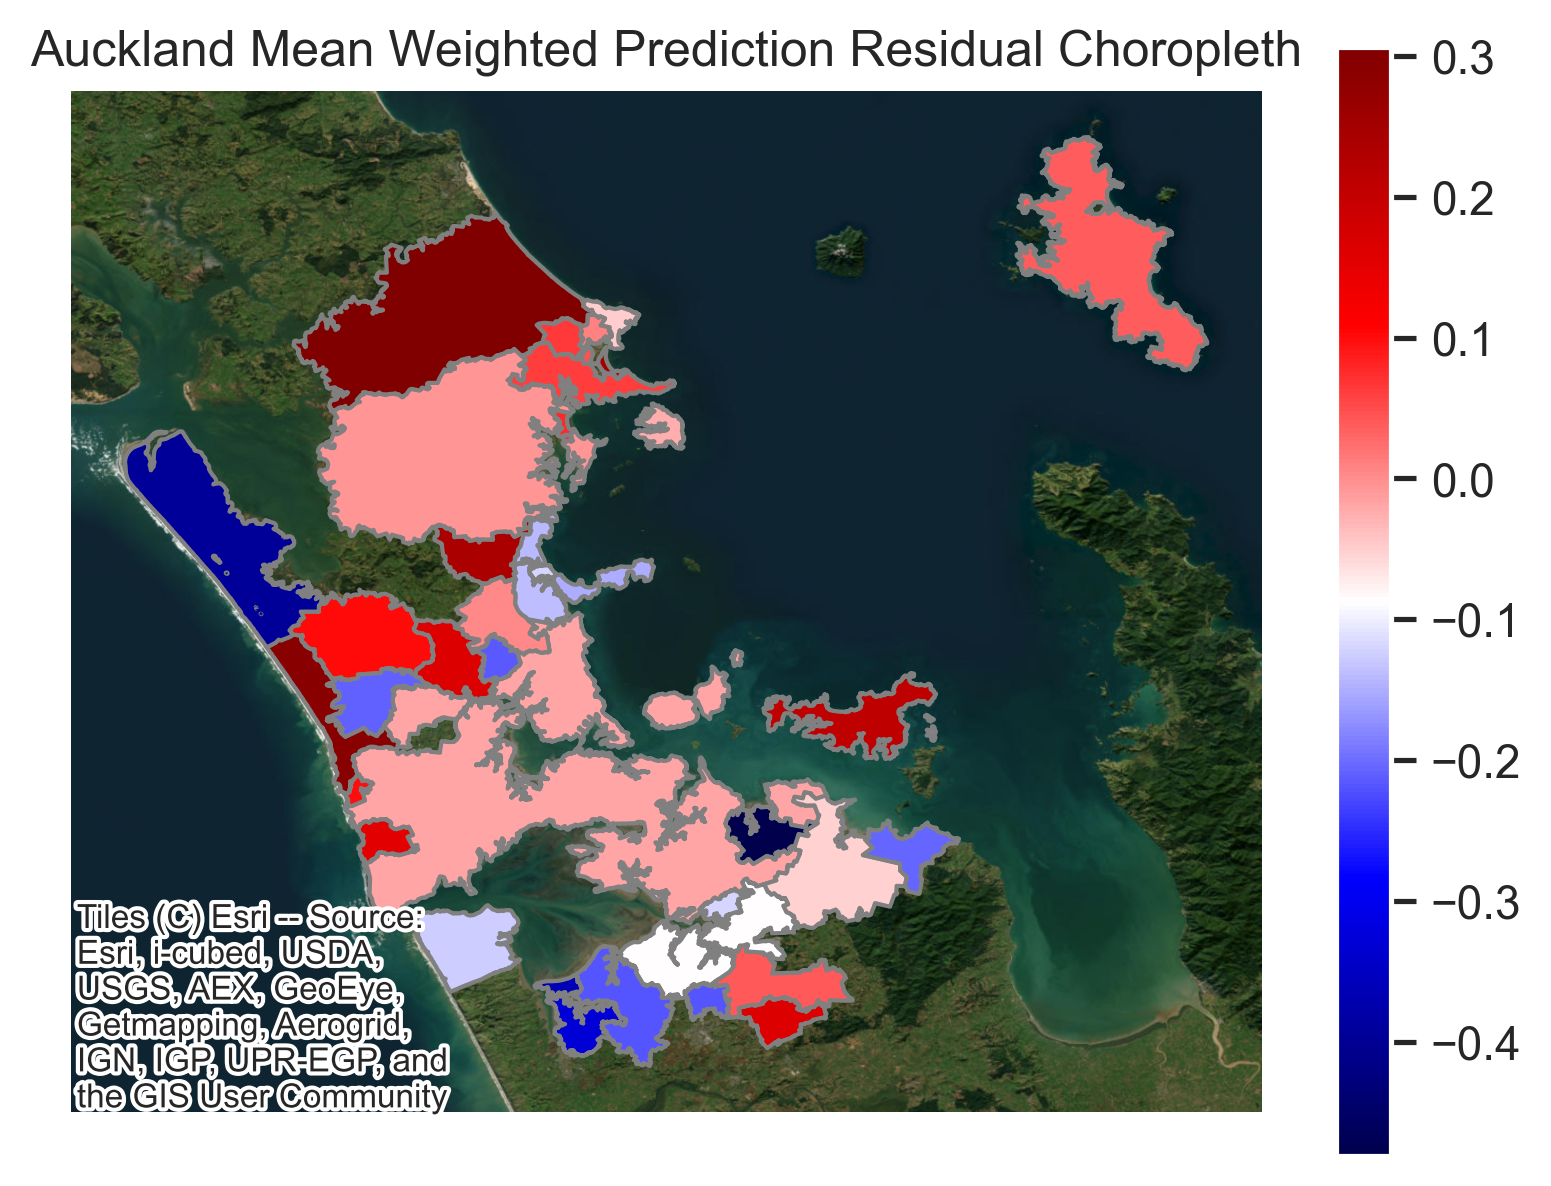 Auckland Mean Weighted Prediction Residual Choropleth
0.3
0.2
0.1
0.0
−0.1
−0.2
−0.3
−0.4
Tiles (C) Esri -- Source:
Esri, i-cubed, USDA,
USGS, AEX, GeoEye,
Getmapping, Aerogrid,
IGN, IGP, UPR-EGP, and
the GIS User Community